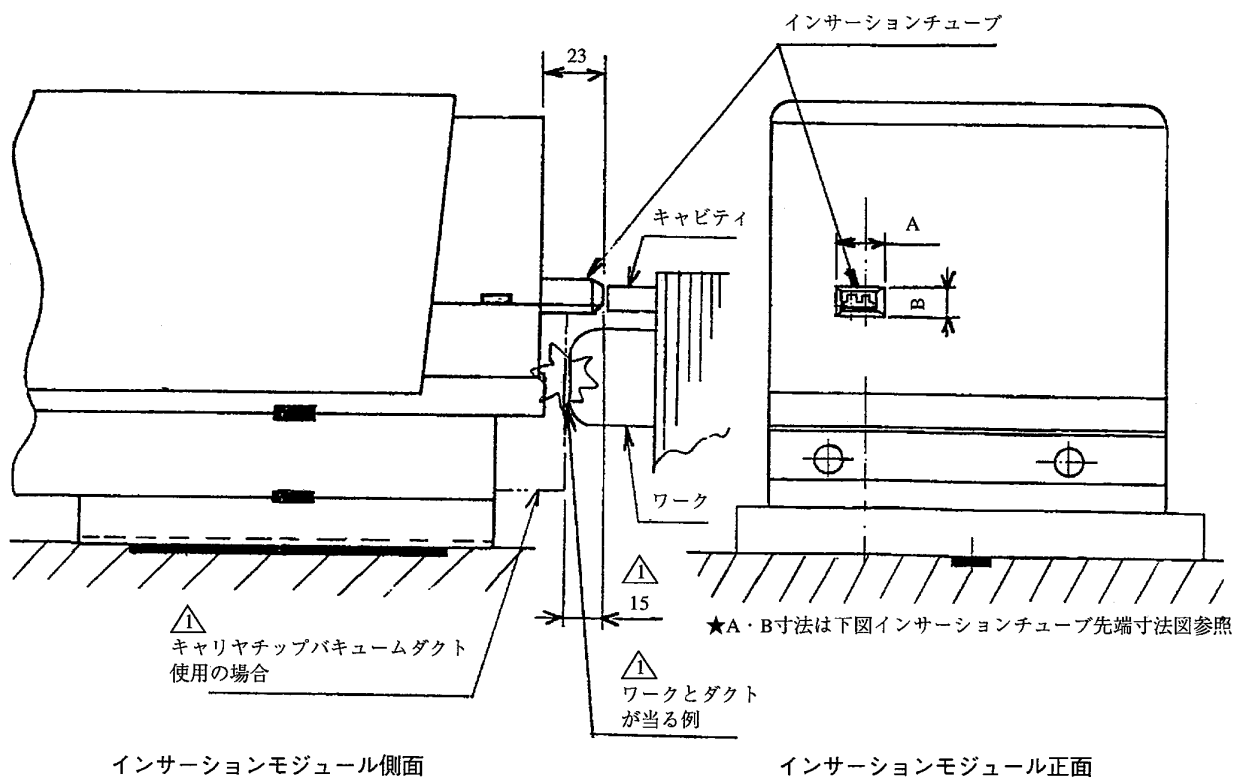 インサーションチューブ
23
キャビティ
A
B
ワーク
1
15
★A・B寸法は下図インサーションチューブ先端寸法図参照
1
キャリヤチップバキュームダクト
使用の場合
1
ワークとダクト
が当る例
インサーションモジュール側面
インサーションモジュール正面